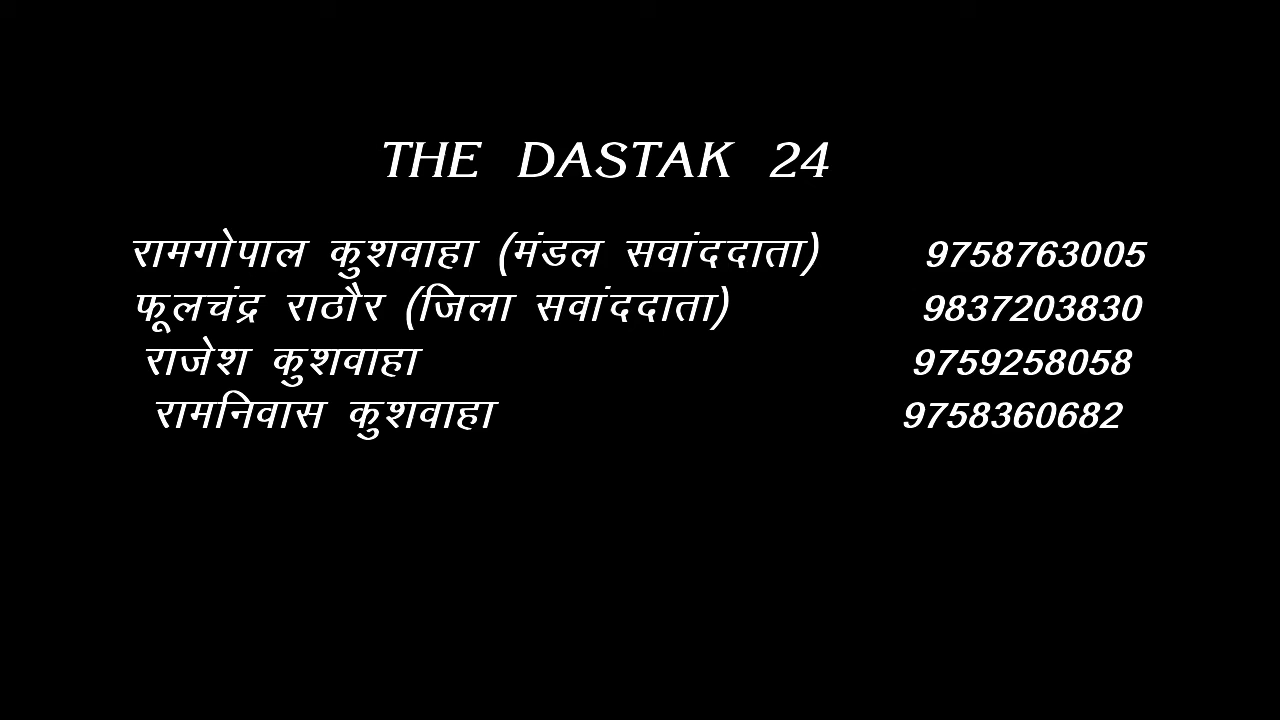 THE DASTAK 24
रामगोपाल कुशवाहा (मंडल सवांददाता) 9758763005
फूलचंद्र राठौर (जिला सवांददाता) 9837203830
राजेश कुशवाहा 9759258058
रामनिवास कुशवाहा 9758360682